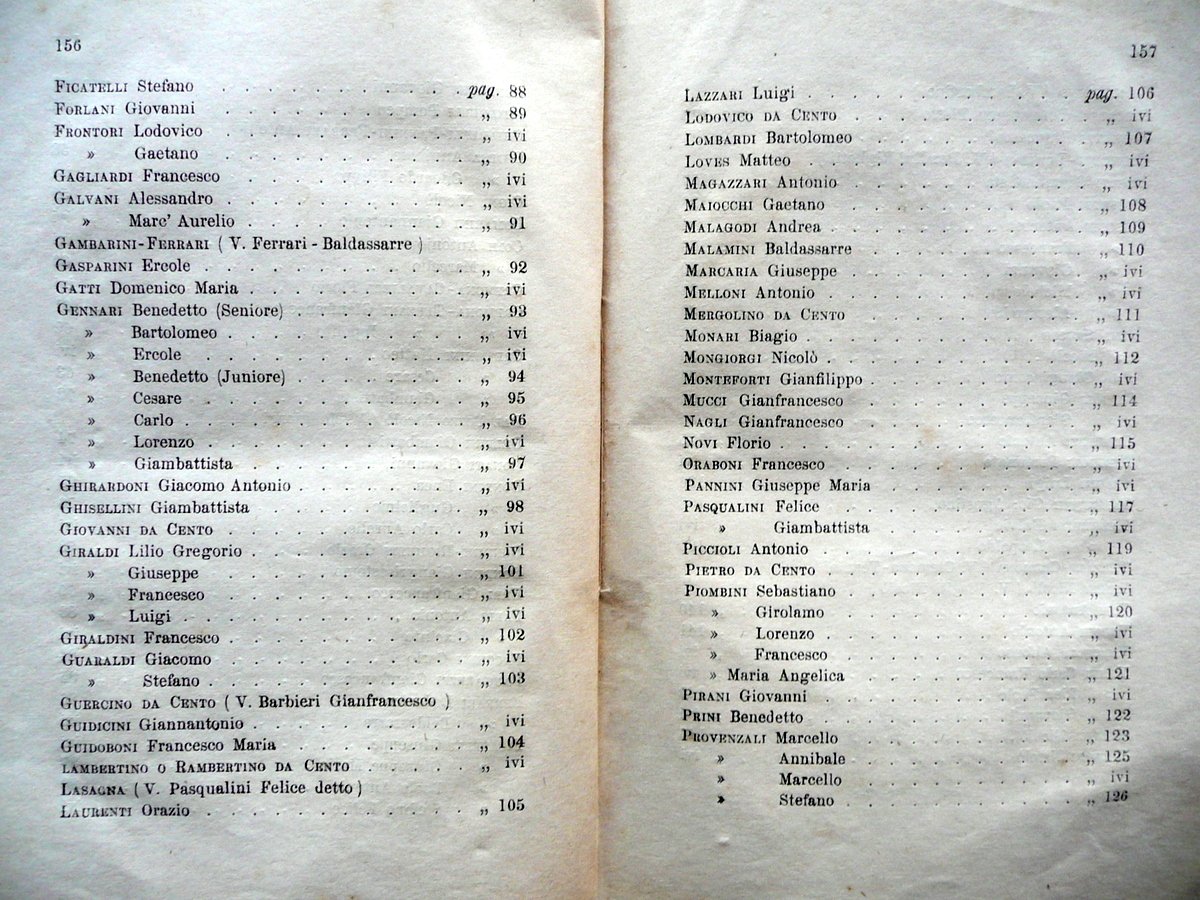 156
FICATELLI Stefano . . . . . . . . . . . pag. 88
FORLANI Giovanni . . . . . . . . . . . „ 89
FRONTORI Lodovico . . . . . . . . . . . „ ivi
» Gaetano . . . . . . . . . . . „ 90
GAGLIARDI Francesco . . . . . . . . . . „ ivi
GALVANI Alessandro . . . . . . . . . . „ ivi
» Marc' Aurelio . . . . . . . . . . „ 91
GAMBARINI-FERRARI ( V. Ferrari - Baldassarre )
GASPARINI Ercole . . . . . . . . . . . „ 92
GATTI Domenico Maria . . . . . . . . . „ ivi
GENNARI Benedetto (Seniore) . . . . . . . „ 93
» Bartolomeo . . . . . . . . . . „ ivi
» Ercole . . . . . . . . . . . „ ivi
» Benedetto (Juniore) . . . . . . . „ 94
» Cesare . . . . . . . . . . . „ 95
» Carlo . . . . . . . . . . . . „ 96
» Lorenzo . . . . . . . . . . . „ ivi
» Giambattista . . . . . . . . . „ 97
GHIRARDONI Giacomo Antonio . . . . . . . „ ivi
GHISELLINI Giambattista . . . . . . . . . „ 98
GIOVANNI DA CENTO . . . . . . . . . . „ ivi
GIRALDI Lilio Gregorio . . . . . . . . . „ ivi
» Giuseppe . . . . . . . . . . „ 101
» Francesco . . . . . . . . . . „ ivi
» Luigi . . . . . . . . . . . . „ ivi
GIRALDINI Francesco . . . . . . . . . . „ 102
GUARALDI Giacomo . . . . . . . . . . „ ivi
» Stefano . . . . . . . . . . . „ 103
GUERCINO DA CENTO ( V. Barbieri Gianfrancesco )
GUIDICINI Giannantonio . . . . . . . . . „ ivi
GUIDOBONI Francesco Maria . . . . . . . . „ 104
LAMBERTINO O RAMBERTINO DA CENTO . . . . . „ ivi
LASAGNA ( V. Pasqualini Felice detto )
LAURENTI Orazio . . . . . . . . . . . „ 105
157
LAZZARI Luigi . . . . . . . . . . . . pag. 106
LODOVICO DA CENTO . . . . . . . . . . „ ivi
LOMBARDI Bartolomeo . . . . . . . . . . „ 107
LOVES Matteo . . . . . . . . . . . . „ ivi
MAGAZZARI Antonio . . . . . . . . . . . „ ivi
MAIOCCHI Gaetano . . . . . . . . . . . „ 108
MALAGODI Andrea . . . . . . . . . . . „ 109
MALAMINI Baldassarre . . . . . . . . . . „ 110
MARCARIA Giuseppe . . . . . . . . . . . „ ivi
MELLONI Antonio . . . . . . . . . . . . „ ivi
MERGOLINO DA CENTO . . . . . . . . . . „ 111
MONARI Biagio . . . . . . . . . . . . „ ivi
MONGIORGI Nicolò . . . . . . . . . . . „ 112
MONTEFORTI Gianfilippo . . . . . . . . . . „ ivi
MUCCI Gianfrancesco . . . . . . . . . . „ 114
NAGLI Gianfrancesco . . . . . . . . . . „ ivi
NOVI Florio . . . . . . . . . . . . . „ 115
ORABONI Francesco . . . . . . . . . . . „ ivi
PANNINI Giuseppe Maria . . . . . . . . . „ ivi
PASQUALINI Felice . . . . . . . . . . . „ 117
» Giambattista . . . . . . . . . „ ivi
PICCIOLI Antonio . . . . . . . . . . . „ 119
PIETRO DA CENTO . . . . . . . . . . . „ ivi
PIOMBINI Sebastiano . . . . . . . . . . „ ivi
» Girolamo . . . . . . . . . . . „ 120
» Lorenzo . . . . . . . . . . . „ ivi
» Francesco . . . . . . . . . . „ ivi
» Maria Angelica . . . . . . . . . „ 121
PIRANI Giovanni . . . . . . . . . . . „ ivi
PRINI Benedetto . . . . . . . . . . . „ 122
PROVENZALI Marcello . . . . . . . . . . „ 123
» Annibale . . . . . . . . . . „ 125
» Marcello . . . . . . . . . . „ ivi
» Stefano . . . . . . . . . . „ 126